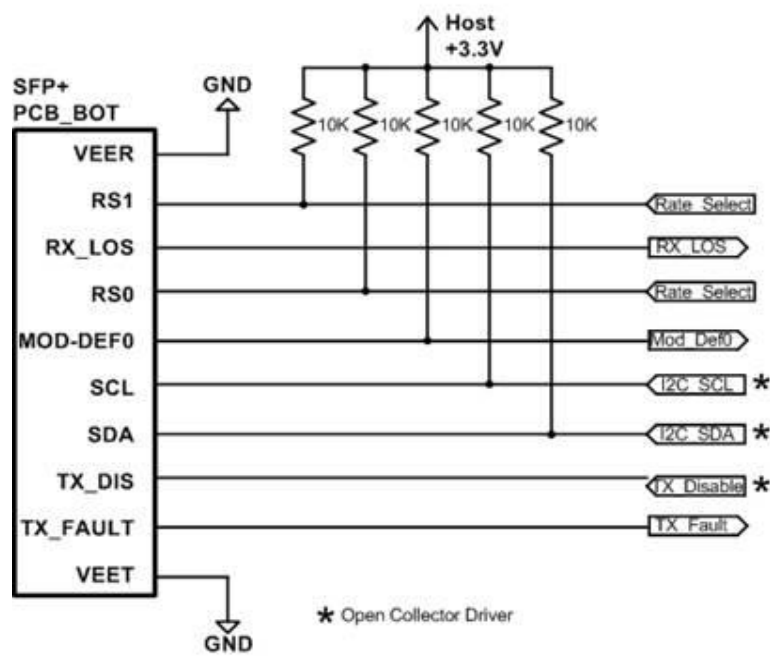 Host
+3.3V
SFP+
PCB_BOT
GND
10K 10K 10K 10K 10K
VEER
RS1
Rate_Select
RX_LOS
RX_LOS
RS0
Rate_Select
MOD-DEF0
Mod_Def0
SCL
I2C_SCL *
SDA
I2C_SDA *
TX_DIS
TX_Disable *
TX_FAULT
TX_Fault
VEET
* Open Collector Driver
GND